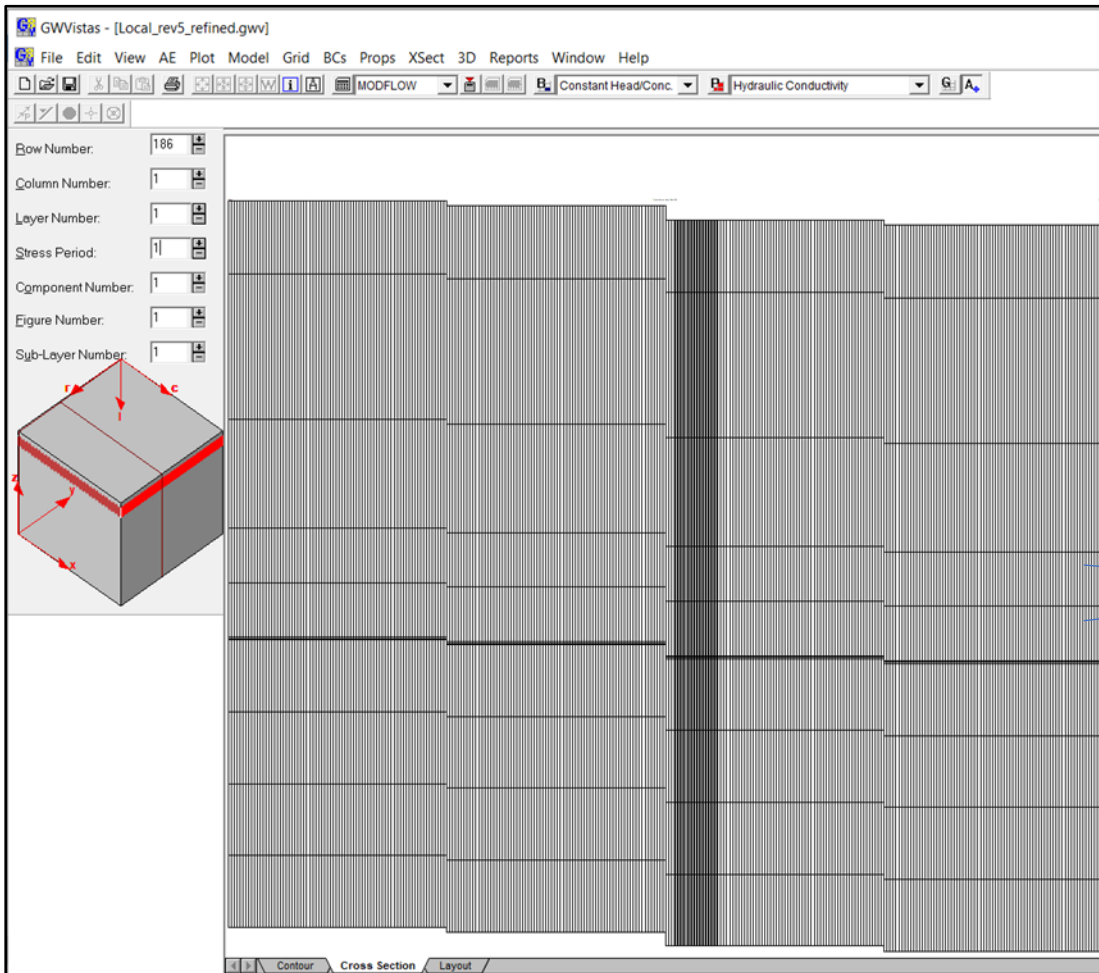 GWVistas - [Local_rev5_refined.gwv]
File Edit View AE Plot Model Grid BCs Props XSect 3D Reports Window Help
MODFLOW Constant Head/Conc. Hydraulic Conductivity
Row Number: 186
Column Number: 1
Layer Number: 1
Stress Period: 1
Component Number: 1
Figure Number: 1
Sub-Layer Number: 1
r c
l
z y
x
Contour Cross Section Layout